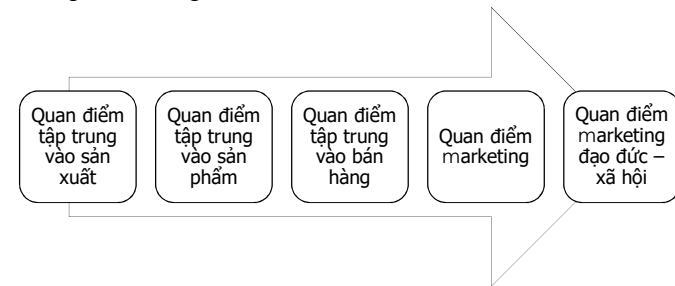 Quan điểm
tập trung
vào sản
xuất
Quan điểm
tập trung
vào sản
phẩm
Quan điểm
tập trung
vào bán
hàng
Quan điểm
marketing
Quan điểm
marketing
đạo đức –
xã hội